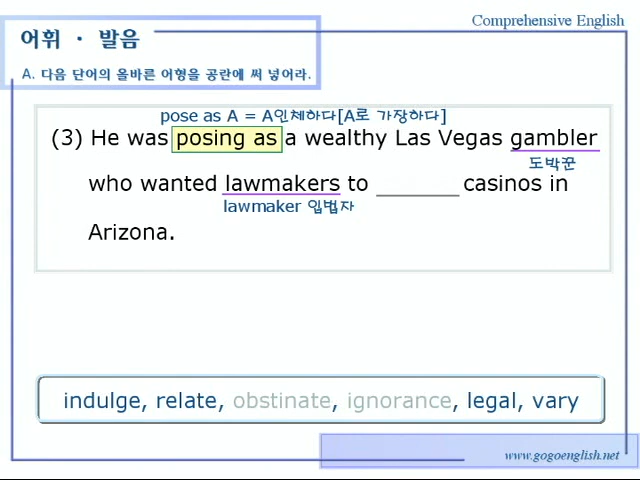 Comprehensive English
어휘 · 발음
A. 다음 단어의 올바른 어형을 공란에 써 넣어라.
pose as A = A인체하다[A로 가장하다]
(3) He was posing as a wealthy Las Vegas gambler
도박꾼
who wanted lawmakers to ________ casinos in
lawmaker 입법자
Arizona.
indulge, relate, obstinate, ignorance, legal, vary
www.gogoenglish.net